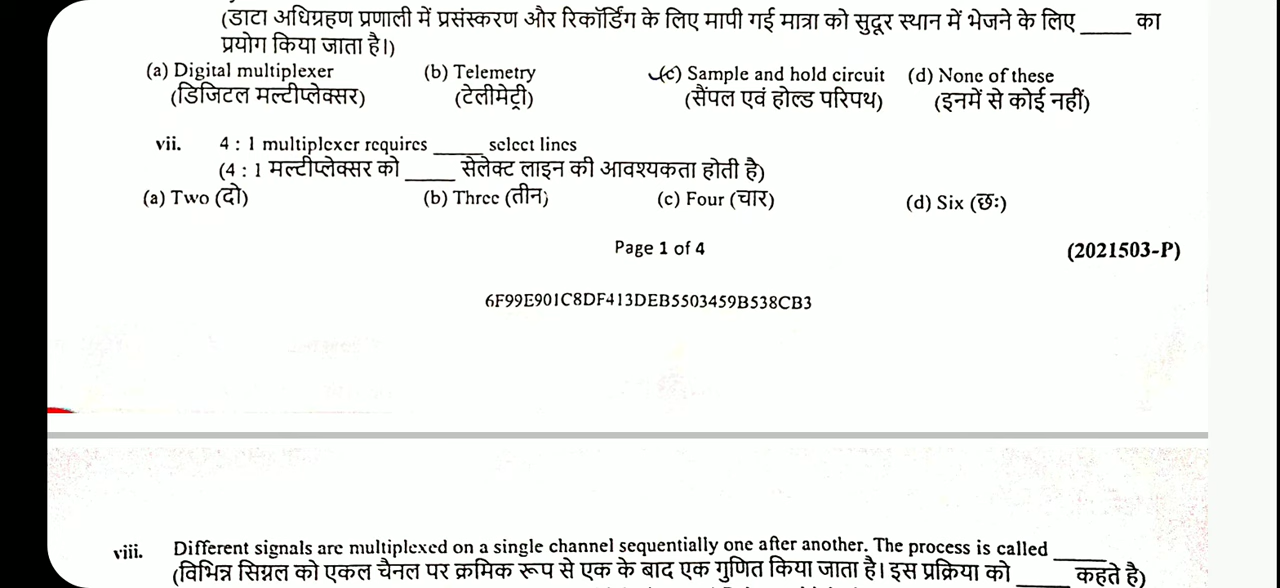 (डाटा अधिग्रहण प्रणाली में प्रसंस्करण और रिकॉर्डिंग के लिए मापी गई मात्रा को सुदूर स्थान में भेजने के लिए _____ का
प्रयोग किया जाता है।)
(a) Digital multiplexer (b) Telemetry (c) Sample and hold circuit (d) None of these
(डिजिटल मल्टीप्लेक्सर) (टेलीमेट्री) (सैंपल एवं होल्ड परिपथ) (इनमें से कोई नहीं)
vii. 4 : 1 multiplexer requires _____ select lines
(4 : 1 मल्टीप्लेक्सर को _____ सेलेक्ट लाइन की आवश्यकता होती है)
(a) Two (दो) (b) Three (तीन) (c) Four (चार) (d) Six (छः)
Page 1 of 4 (2021503-P)
6F99E901C8DF413DEB5503459B538CB3
viii. Different signals are multiplexed on a single channel sequentially one after another. The process is called _____
(विभिन्न सिग्नल को एकल चैनल पर क्रमिक रूप से एक के बाद एक गुणित किया जाता है। इस प्रक्रिया को _____ कहते है)